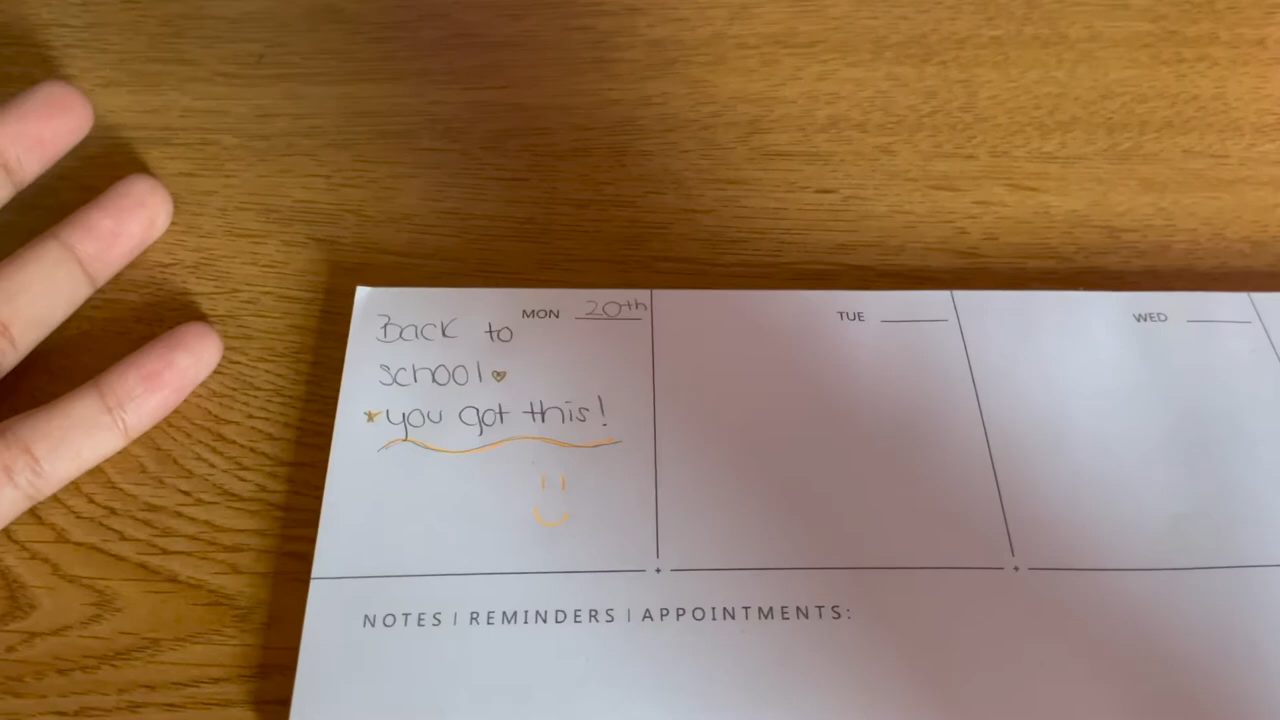 MON 20th
Back to
school
you got this!
TUE
WED
NOTES | REMINDERS | APPOINTMENTS: